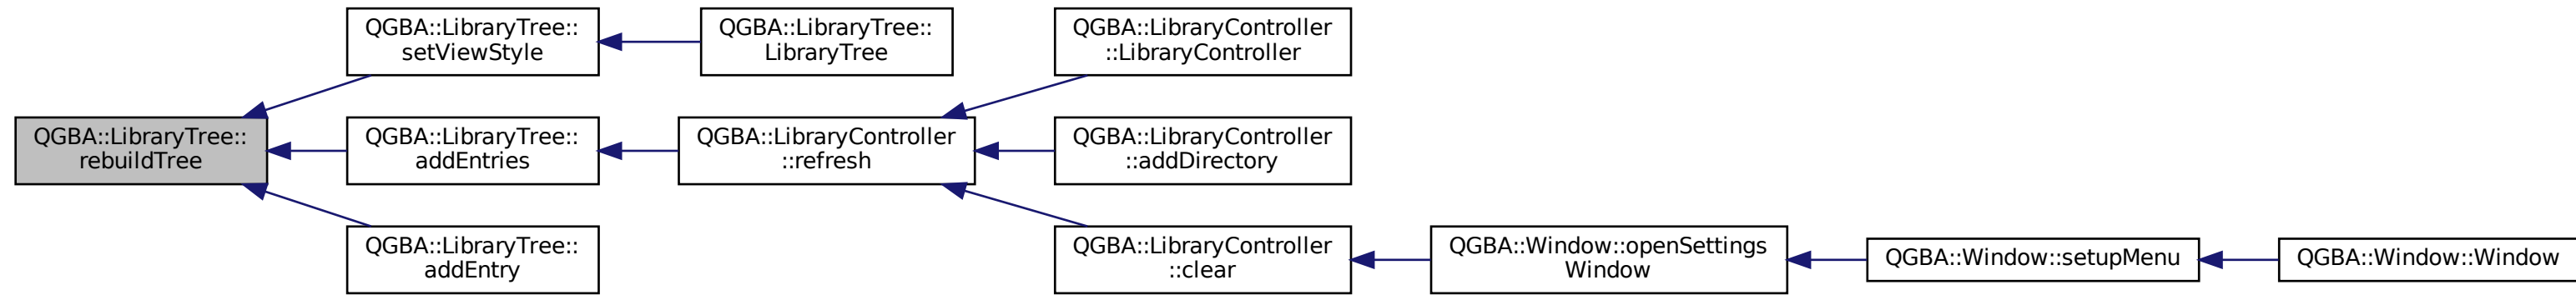 QGBA::LibraryTree::
rebuildTree
QGBA::LibraryTree::
setViewStyle
QGBA::LibraryTree::
LibraryTree
QGBA::LibraryTree::
addEntries
QGBA::LibraryController
::refresh
QGBA::LibraryController
::LibraryController
QGBA::LibraryController
::addDirectory
QGBA::LibraryController
::clear
QGBA::Window::openSettings
Window
QGBA::Window::setupMenu
QGBA::Window::Window
QGBA::LibraryTree::
addEntry